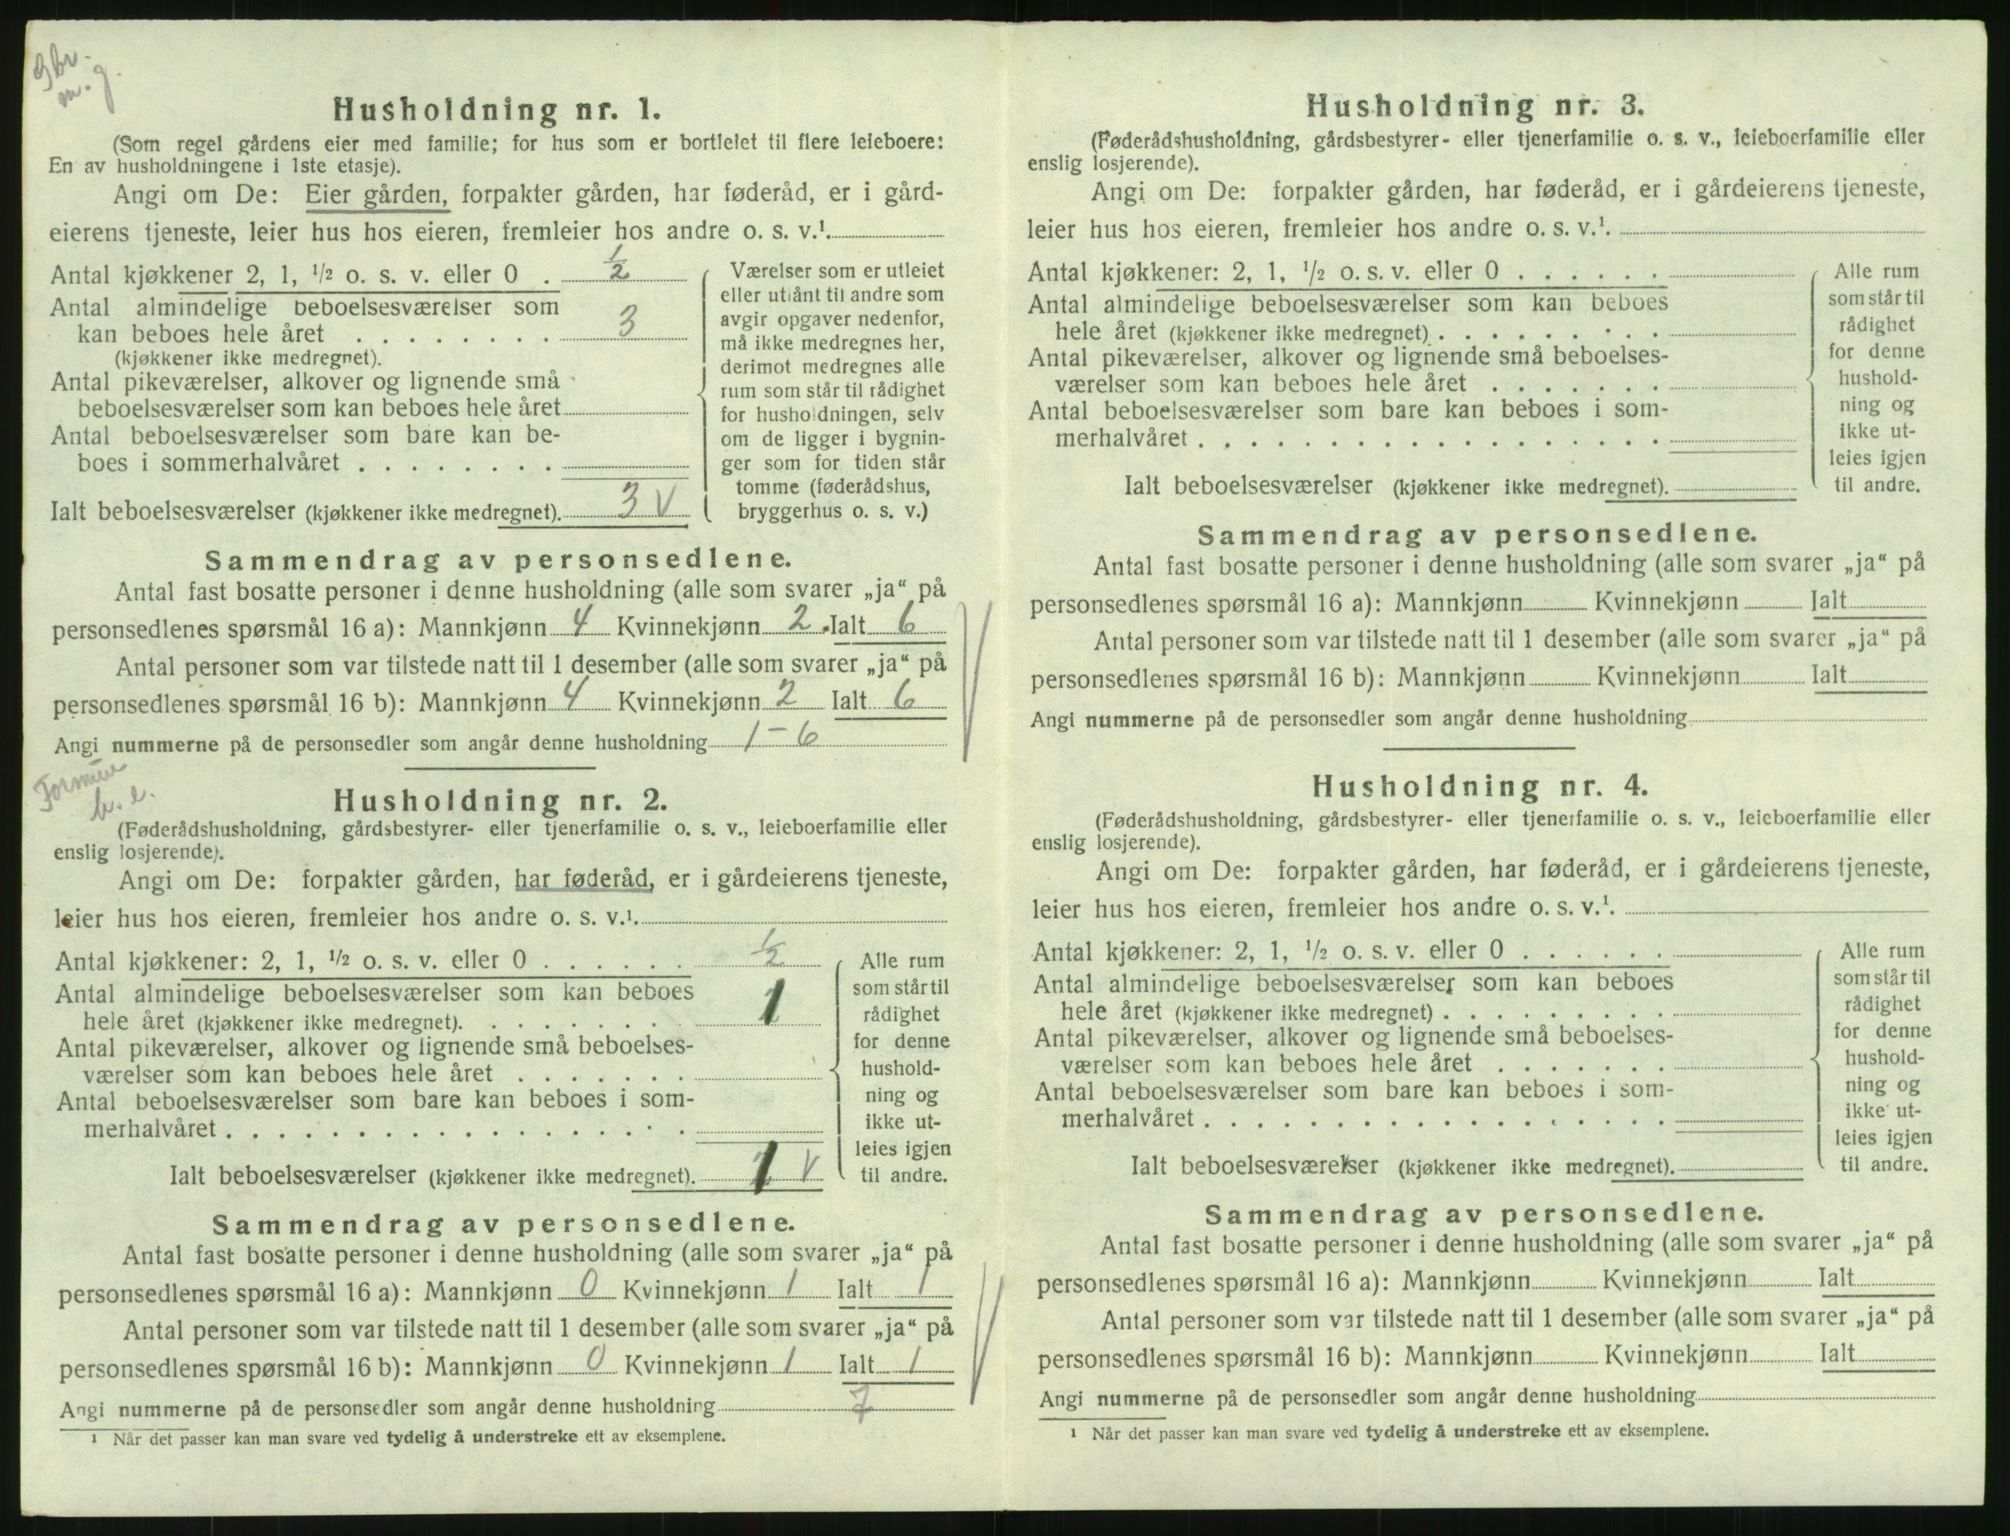 gbr.
m. g.
Husholdning nr. 1.
(Som regel gårdens eier med familie; for hus som er bortleiet til flere leieboere:
En av husholdningene i 1ste etasje).
Angi om De: Eier gården, forpakter gården, har føderåd, er i gård-
eierens tjeneste, leier hus hos eieren, fremleier hos andre o. s. v.¹.
Antal kjøkkener 2, 1, ½ o. s. v. eller 0 . ½
Antal almindelige beboelsesværelser som
kan beboes hele året . . . . . . . . 3
(kjøkkener ikke medregnet).
Antal pikeværelser, alkover og lignende små
beboelsesværelser som kan beboes hele året
Antal beboelsesværelser som bare kan be-
boes i sommerhalvåret . . . . . . . .
Ialt beboelsesværelser (kjøkkener ikke medregnet). 3 V
Værelser som er utleiet
eller utlånt til andre som
avgir opgaver nedenfor,
må ikke medregnes her,
derimot medregnes alle
rum som står til rådighet
for husholdningen, selv
om de ligger i bygnin-
ger som for tiden står
tomme (føderådshus,
bryggerhus o. s. v.)
Sammendrag av personsedlene.
Antal fast bosatte personer i denne husholdning (alle som svarer „ja“ på
personsedlenes spørsmål 16 a): Mannkjønn 4 Kvinnekjønn 2 Ialt 6
Antal personer som var tilstede natt til 1 desember (alle som svarer „ja“ på
personsedlenes spørsmål 16 b): Mannkjønn 4 Kvinnekjønn 2 Ialt 6
Angi nummerne på de personsedler som angår denne husholdning 1 - 6
Husholdning nr. 2.
(Føderådshusholdning, gårdsbestyrer- eller tjenerfamilie o. s. v., leieboerfamilie eller
enslig losjerende).
Angi om De: forpakter gården, har føderåd, er i gårdeierens tjeneste,
leier hus hos eieren, fremleier hos andre o. s. v.¹.
Antal kjøkkener: 2, 1, ½ o. s. v. eller 0 . . . . . . ½
Antal almindelige beboelsesværelser som kan beboes
hele året (kjøkkener ikke medregnet). . . . . . . . . 1
Antal pikeværelser, alkover og lignende små beboelses-
værelser som kan beboes hele året . . . . . . .
Antal beboelsesværelser som bare kan beboes i som-
merhalvåret . . . . . . . . . . . . . . . . . .
Ialt beboelsesværelser (kjøkkener ikke medregnet). 1 V
Alle rum
som står til
rådighet
for denne
hushold-
ning og
ikke ut-
leies igjen
til andre.
Sammendrag av personsedlene.
Antal fast bosatte personer i denne husholdning (alle som svarer „ja“ på
personsedlenes spørsmål 16 a): Mannkjønn 0 Kvinnekjønn 1 Ialt 1
Antal personer som var tilstede natt til 1 desember (alle som svarer „ja“ på
personsedlenes spørsmål 16 b): Mannkjønn 0 Kvinnekjønn 1 Ialt 1
Angi nummerne på de personsedler som angår denne husholdning 7
¹ Når det passer kan man svare ved tydelig å understreke ett av eksemplene.
Husholdning nr. 3.
(Føderådshusholdning, gårdsbestyrer- eller tjenerfamilie o. s. v., leieboerfamilie eller
enslig losjerende).
Angi om De: forpakter gården, har føderåd, er i gårdeierens tjeneste,
leier hus hos eieren, fremleier hos andre o. s. v.¹.
Antal kjøkkener: 2, 1, ½ o. s. v. eller 0 . . . . . .
Antal almindelige beboelsesværelser som kan beboes
hele året (kjøkkener ikke medregnet) . . . . . . . . .
Antal pikeværelser, alkover og lignende små beboelses-
værelser som kan beboes hele året . . . . . . .
Antal beboelsesværelser som bare kan beboes i som-
merhalvåret . . . . . . . . . . . . . . . . . .
Ialt beboelsesværelser (kjøkkener ikke medregnet).
Alle rum
som står til
rådighet
for denne
hushold-
ning og
ikke ut-
leies igjen
til andre.
Sammendrag av personsedlene.
Antal fast bosatte personer i denne husholdning (alle som svarer „ja“ på
personsedlenes spørsmål 16 a): Mannkjønn Kvinnekjønn Ialt
Antal personer som var tilstede natt til 1 desember (alle som svarer „ja“ på
personsedlenes spørsmål 16 b): Mannkjønn Kvinnekjønn Ialt
Angi nummerne på de personsedler som angår denne husholdning
Husholdning nr. 4.
(Føderådshusholdning, gårdsbestyrer- eller tjenerfamilie o. s. v., leieboerfamilie eller
enslig losjerende).
Angi om De: forpakter gården, har føderåd, er i gårdeierens tjeneste,
leier hus hos eieren, fremleier hos andre o. s. v.¹.
Antal kjøkkener: 2, 1, ½ o. s. v. eller 0 . . . . . .
Antal almindelige beboelsesværelser som kan beboes
hele året (kjøkkener ikke medregnet) . . . . . . . . .
Antal pikeværelser, alkover og lignende små beboelses-
værelser som kan beboes hele året . . . . . . .
Antal beboelsesværelser som bare kan beboes i som-
merhalvåret . . . . . . . . . . . . . . . . . .
Ialt beboelsesværelser (kjøkkener ikke medregnet).
Alle rum
som står til
rådighet
for denne
hushold-
ning og
ikke ut-
leies igjen
til andre.
Sammendrag av personsedlene.
Antal fast bosatte personer i denne husholdning (alle som svarer „ja“ på
personsedlenes spørsmål 16 a): Mannkjønn Kvinnekjønn Ialt
Antal personer som var tilstede natt til 1 desember (alle som svarer „ja“ på
personsedlenes spørsmål 16 b): Mannkjønn Kvinnekjønn Ialt
Angi nummerne på de personsedler som angår denne husholdning
¹ Når det passer kan man svare ved tydelig å understreke ett av eksemplene.